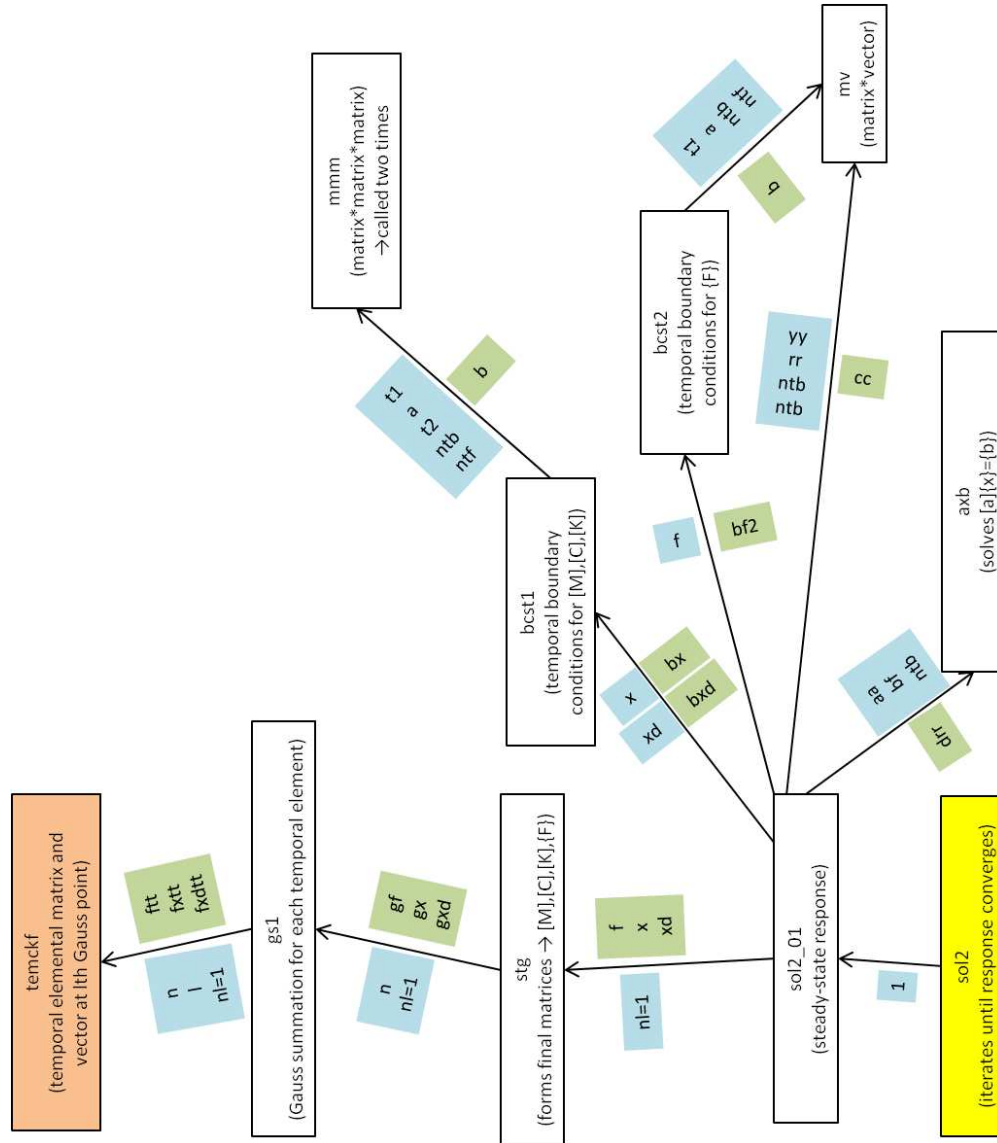 temckf
(temporal elemental matrix and
vector at lth Gauss point)
n
l
nl=1
ftt
fxtt
fxdtt
gs1
(Gauss summation for each temporal element)
n
nl=1
gf
gx
gxd
stg
(forms final matrices → [M],[C],[K],{F})
nl=1
f
x
xd
sol2_01
(steady-state response)
1
sol2
(iterates until response converges)
mmm
(matrix*matrix*matrix)
→called two times
t1
a
t2
ntb
ntf
b
bcst1
(temporal boundary
conditions for [M],[C],[K])
x
xd
bx
bxd
mv
(matrix*vector)
t1
a
ntb
ntf
b
bcst2
(temporal boundary
conditions for {F})
f
bf2
yy
rr
ntb
ntb
cc
aa
bf
ntb
drr
axb
(solves [a]{x}={b}